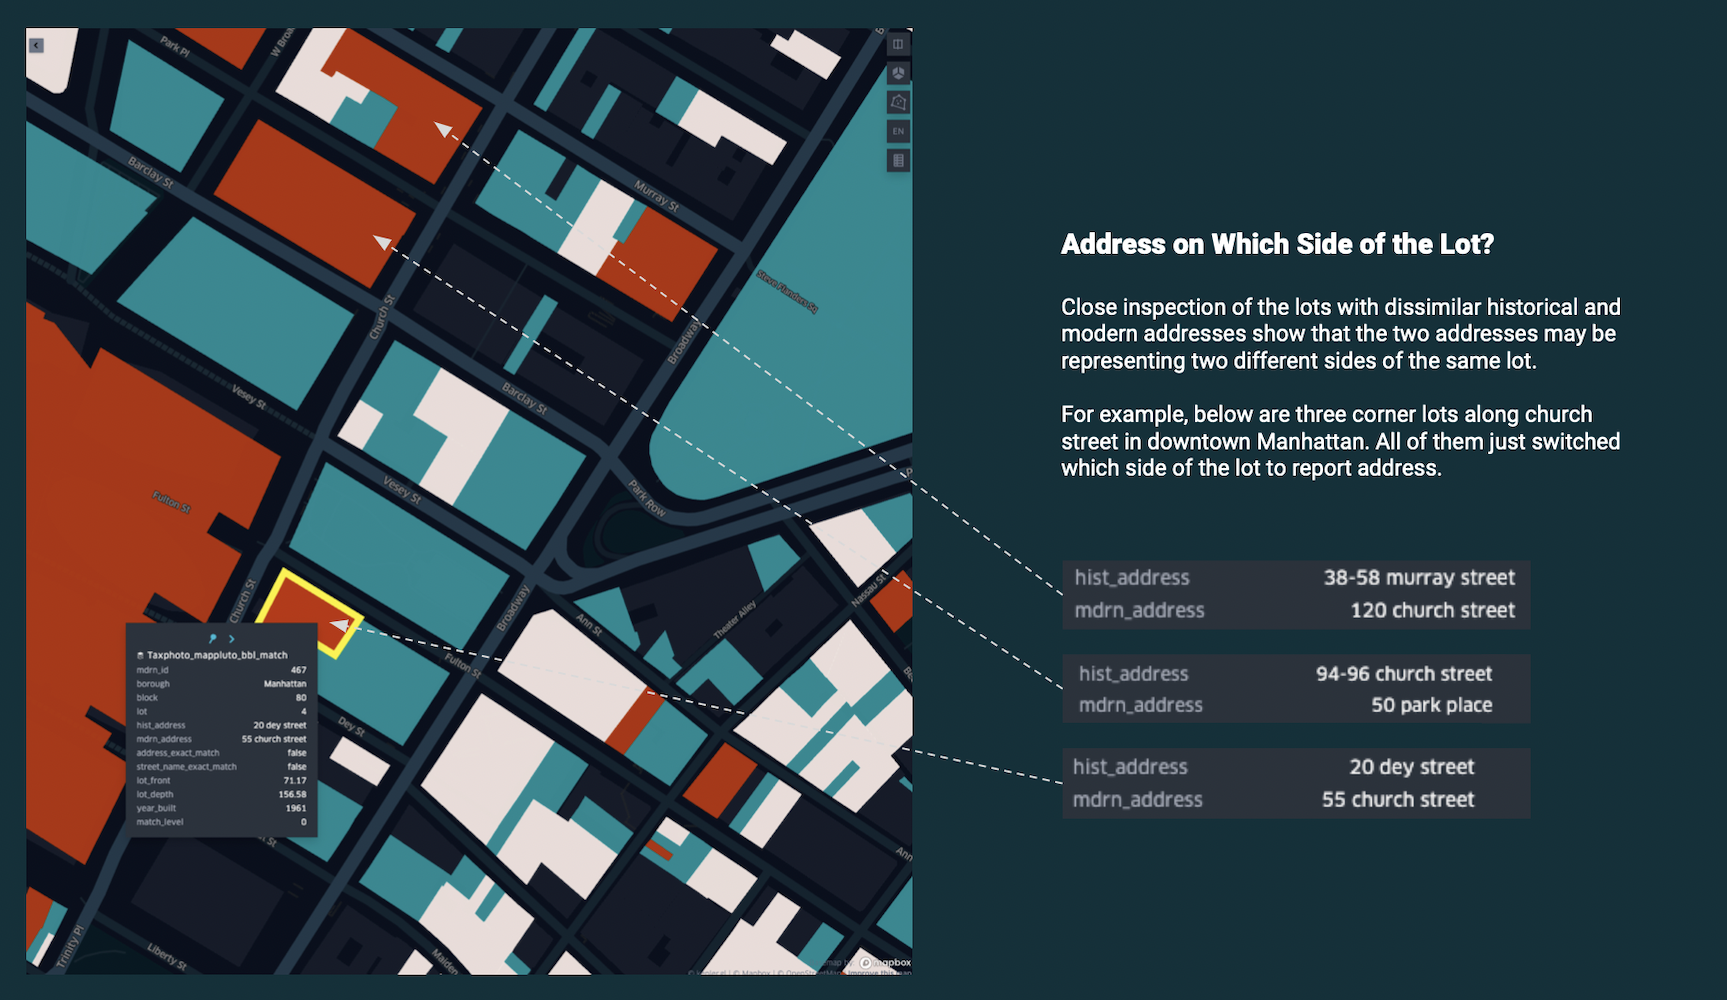 Address on Which Side of the Lot?
Close inspection of the lots with dissimilar historical and
modern addresses show that the two addresses may be
representing two different sides of the same lot.
For example, below are three corner lots along church
street in downtown Manhattan. All of them just switched
which side of the lot to report address.
hist_address 38-58 murray street
mdrn_address 120 church street
hist_address 94-96 church street
mdrn_address 50 park place
hist_address 20 dey street
mdrn_address 55 church street
Park Pl
W Broa
Barclay St
Murray St
EN
Steve Flanders Sq
Church St
Broadway
Vesey St
Barclay St
Fulton St
Vesey St
Park Row
Church St
Broadway
Nassau St
Theater Alley
Ann St
Fulton St
Dey St
Taxphoto_mappluto_bbl_match
mdrn_id 467
borough Manhattan
block 80
lot 4
hist_address 20 dey street
mdrn_address 55 church street
address_exact_match false
street_name_exact_match false
lot_front 71.17
lot_depth 156.58
year_built 1961
match_level 0
Ann
Trinity Pl
Liberty St
Maiden
mapbox
© kepler.gl | © Mapbox | © OpenStreetMap Improve this map